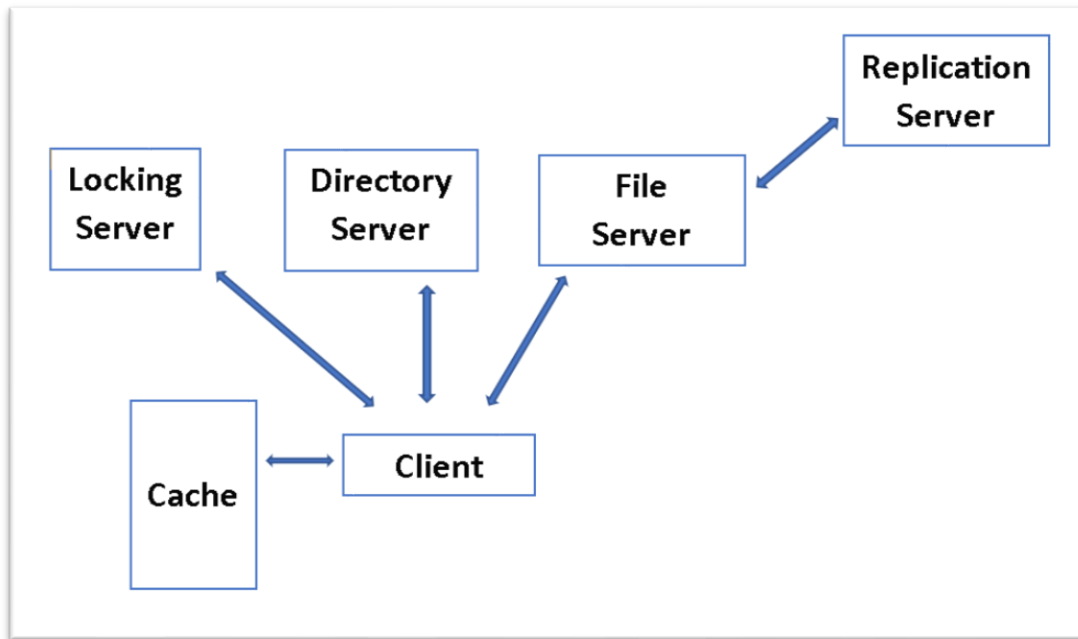 Replication
Server
Locking
Server
Directory
Server
File
Server
Cache
Client